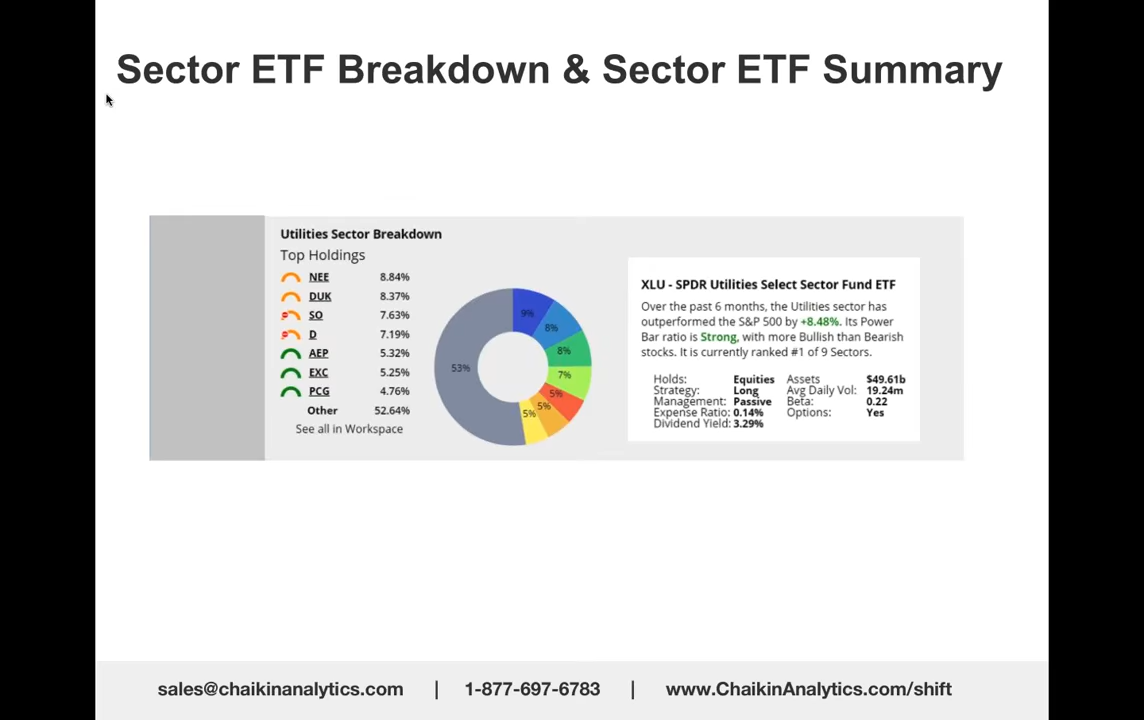 Sector ETF Breakdown & Sector ETF Summary
Utilities Sector Breakdown
Top Holdings
NEE 8.84%
DUK 8.37%
SO 7.63%
D 7.19%
AEP 5.32%
EXC 5.25%
PCG 4.76%
Other 52.64%
See all in Workspace
9%
8%
8%
7%
5%
5%
5%
53%
XLU - SPDR Utilities Select Sector Fund ETF
Over the past 6 months, the Utilities sector has
outperformed the S&P 500 by +8.48%. Its Power
Bar ratio is Strong, with more Bullish than Bearish
stocks. It is currently ranked #1 of 9 Sectors.
Holds: Equities Assets $49.61b
Strategy: Long Avg Daily Vol: 19.24m
Management: Passive Beta: 0.22
Expense Ratio: 0.14% Options: Yes
Dividend Yield: 3.29%
sales@chaikinanalytics.com | 1-877-697-6783 | www.ChaikinAnalytics.com/shift